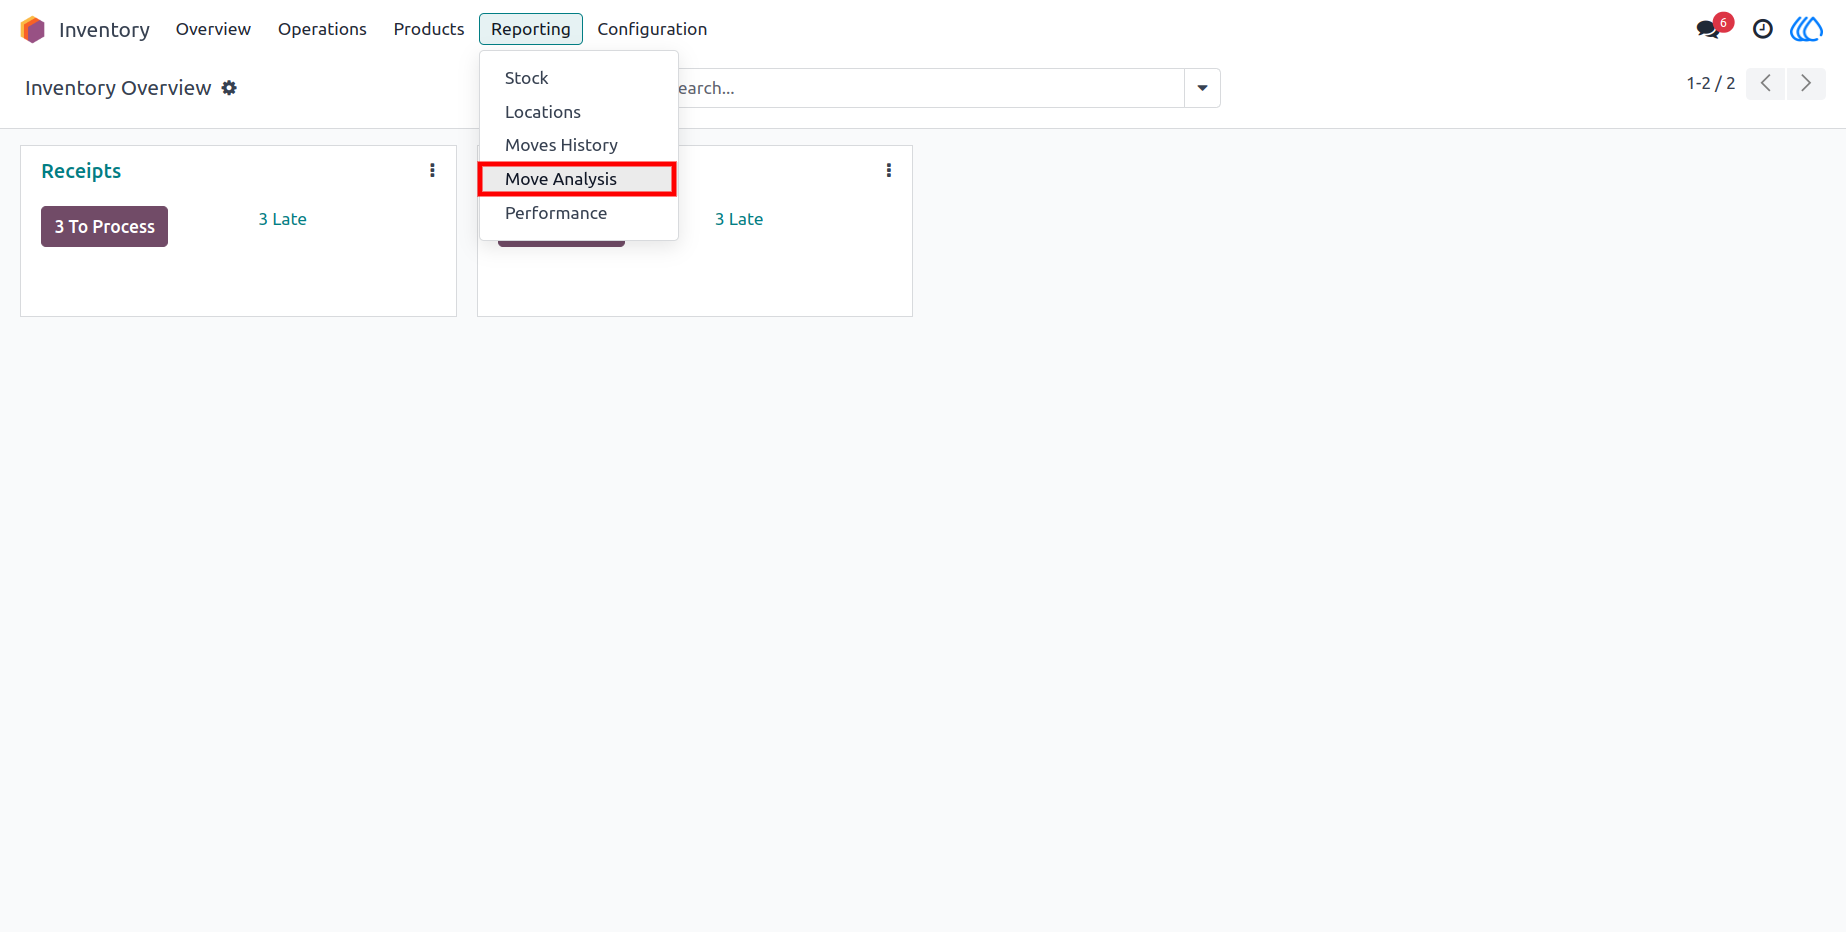 Inventory Overview Operations Products Reporting Configuration 6
Inventory Overview earch... 1-2 / 2
Stock
Locations
Moves History
Move Analysis
Performance
Receipts
3 To Process 3 Late
3 Late